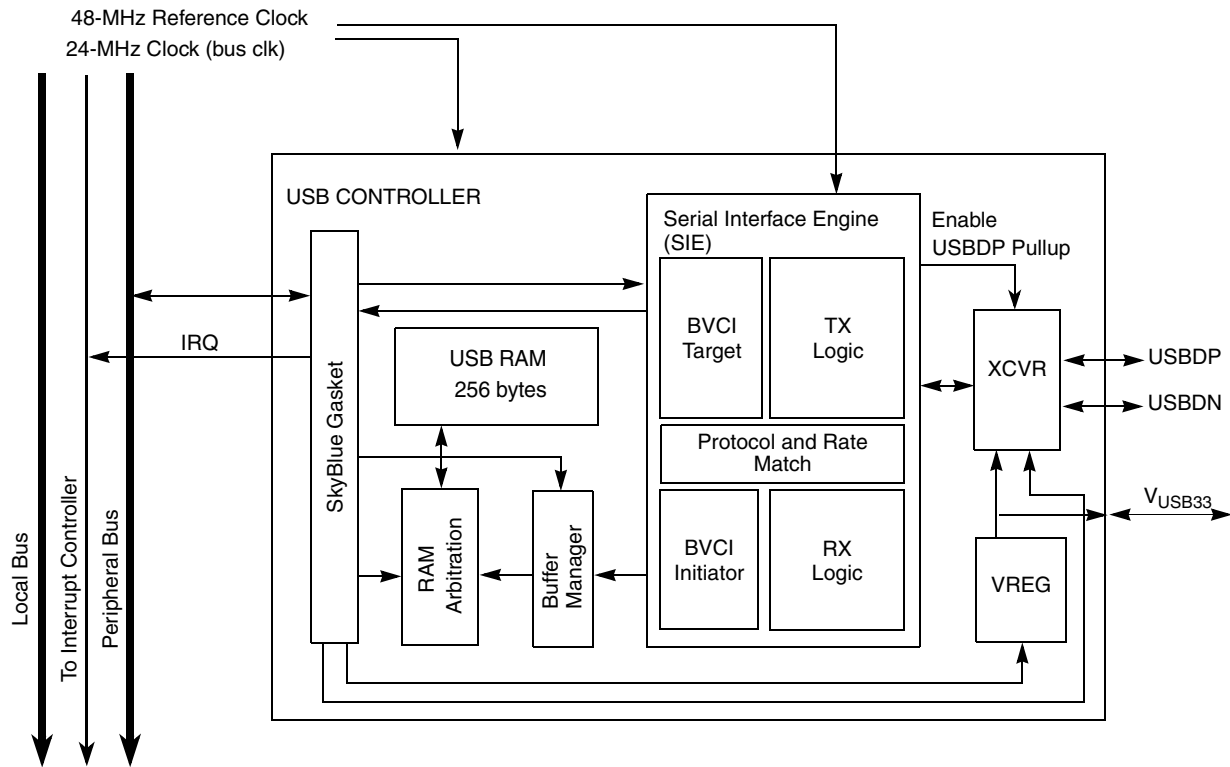 48-MHz Reference Clock
24-MHz Clock (bus clk)
USB CONTROLLER
Serial Interface Engine
(SIE)
Enable
USBDP Pullup
BVCI
Target
TX
Logic
XCVR
USBDP
USBDN
IRQ
USB RAM
256 bytes
SkyBlue Gasket
Protocol and Rate
Match
RAM
Arbitration
Buffer
Manager
BVCI
Initiator
RX
Logic
VREG
VUSB33
Local Bus
To Interrupt Controller
Peripheral Bus